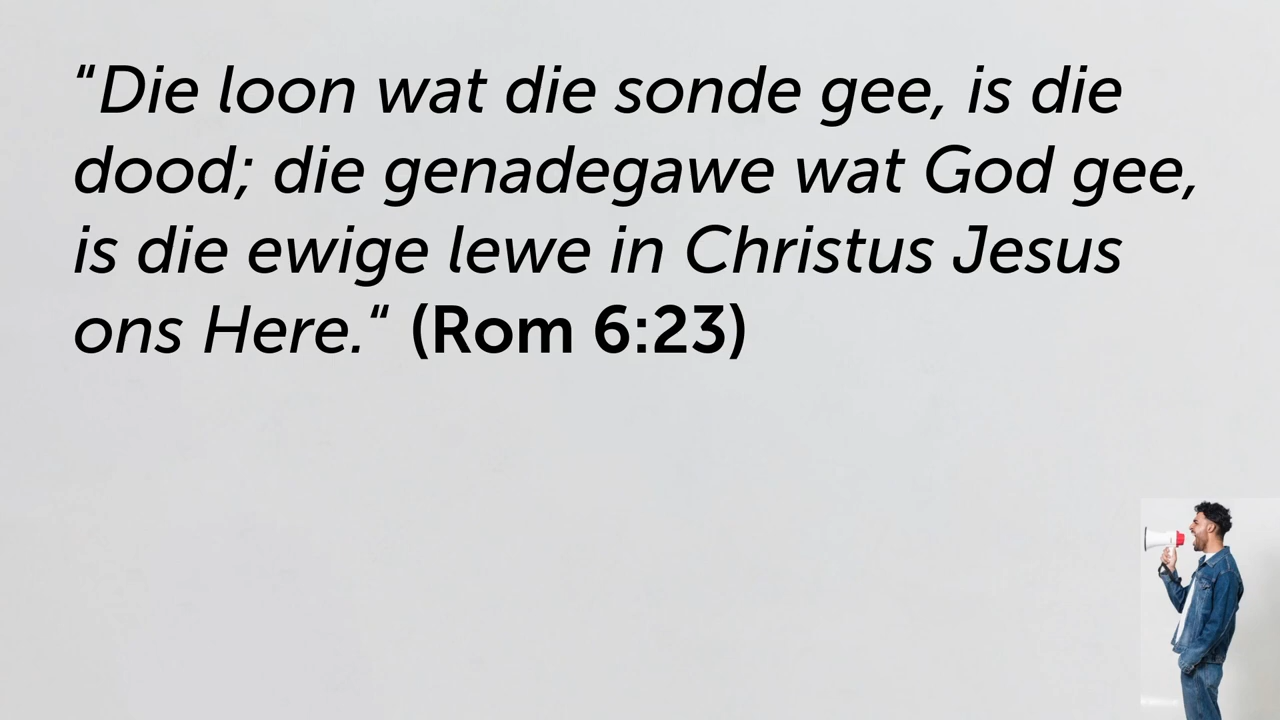 “Die loon wat die sonde gee, is die
dood; die genadegawe wat God gee,
is die ewige lewe in Christus Jesus
ons Here.“ (Rom 6:23)